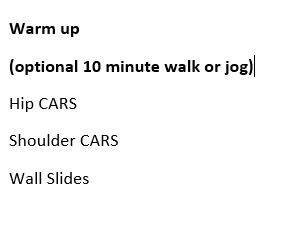 Warm up
(optional 10 minute walk or jog)
Hip CARS
Shoulder CARS
Wall Slides